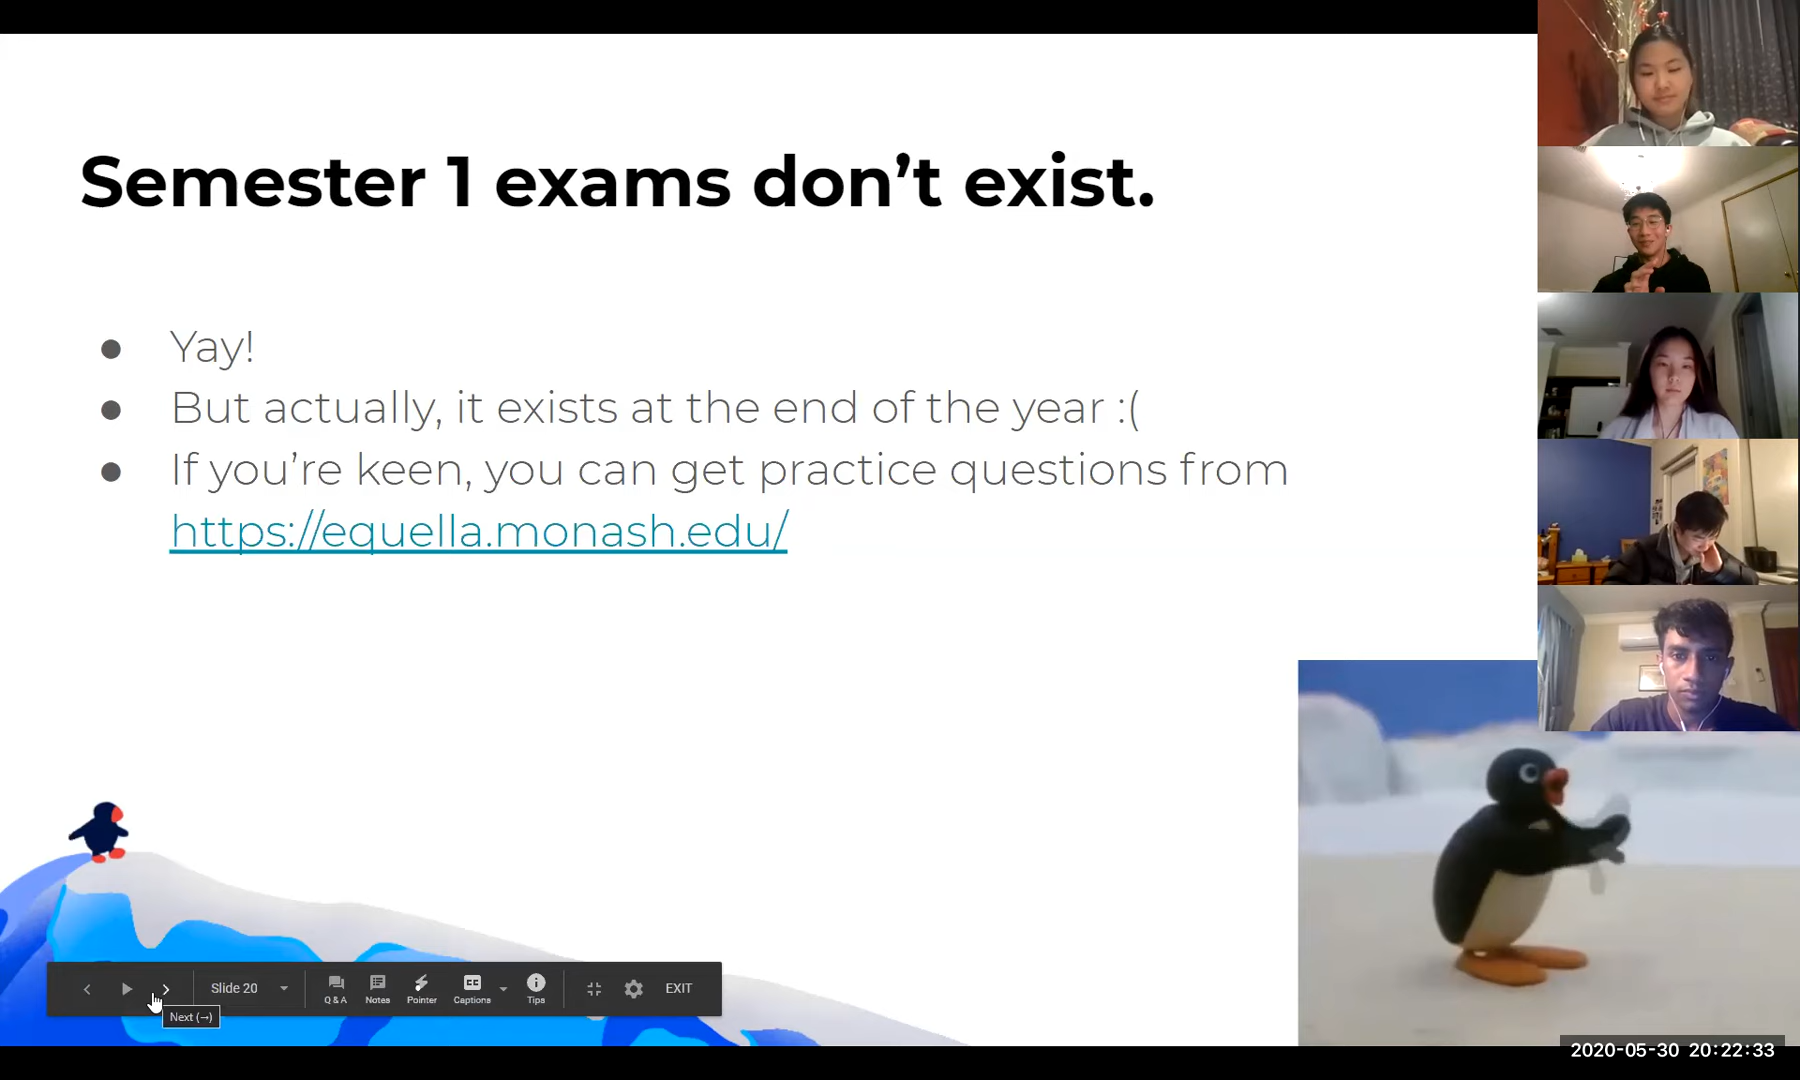 Semester 1 exams don’t exist.
● Yay!
● But actually, it exists at the end of the year :(
● If you’re keen, you can get practice questions from
https://equella.monash.edu/
Slide 20
Q & A
Notes
Pointer
CC
Captions
Tips
EXIT
Next (→)
2020-05-30 20:22:33